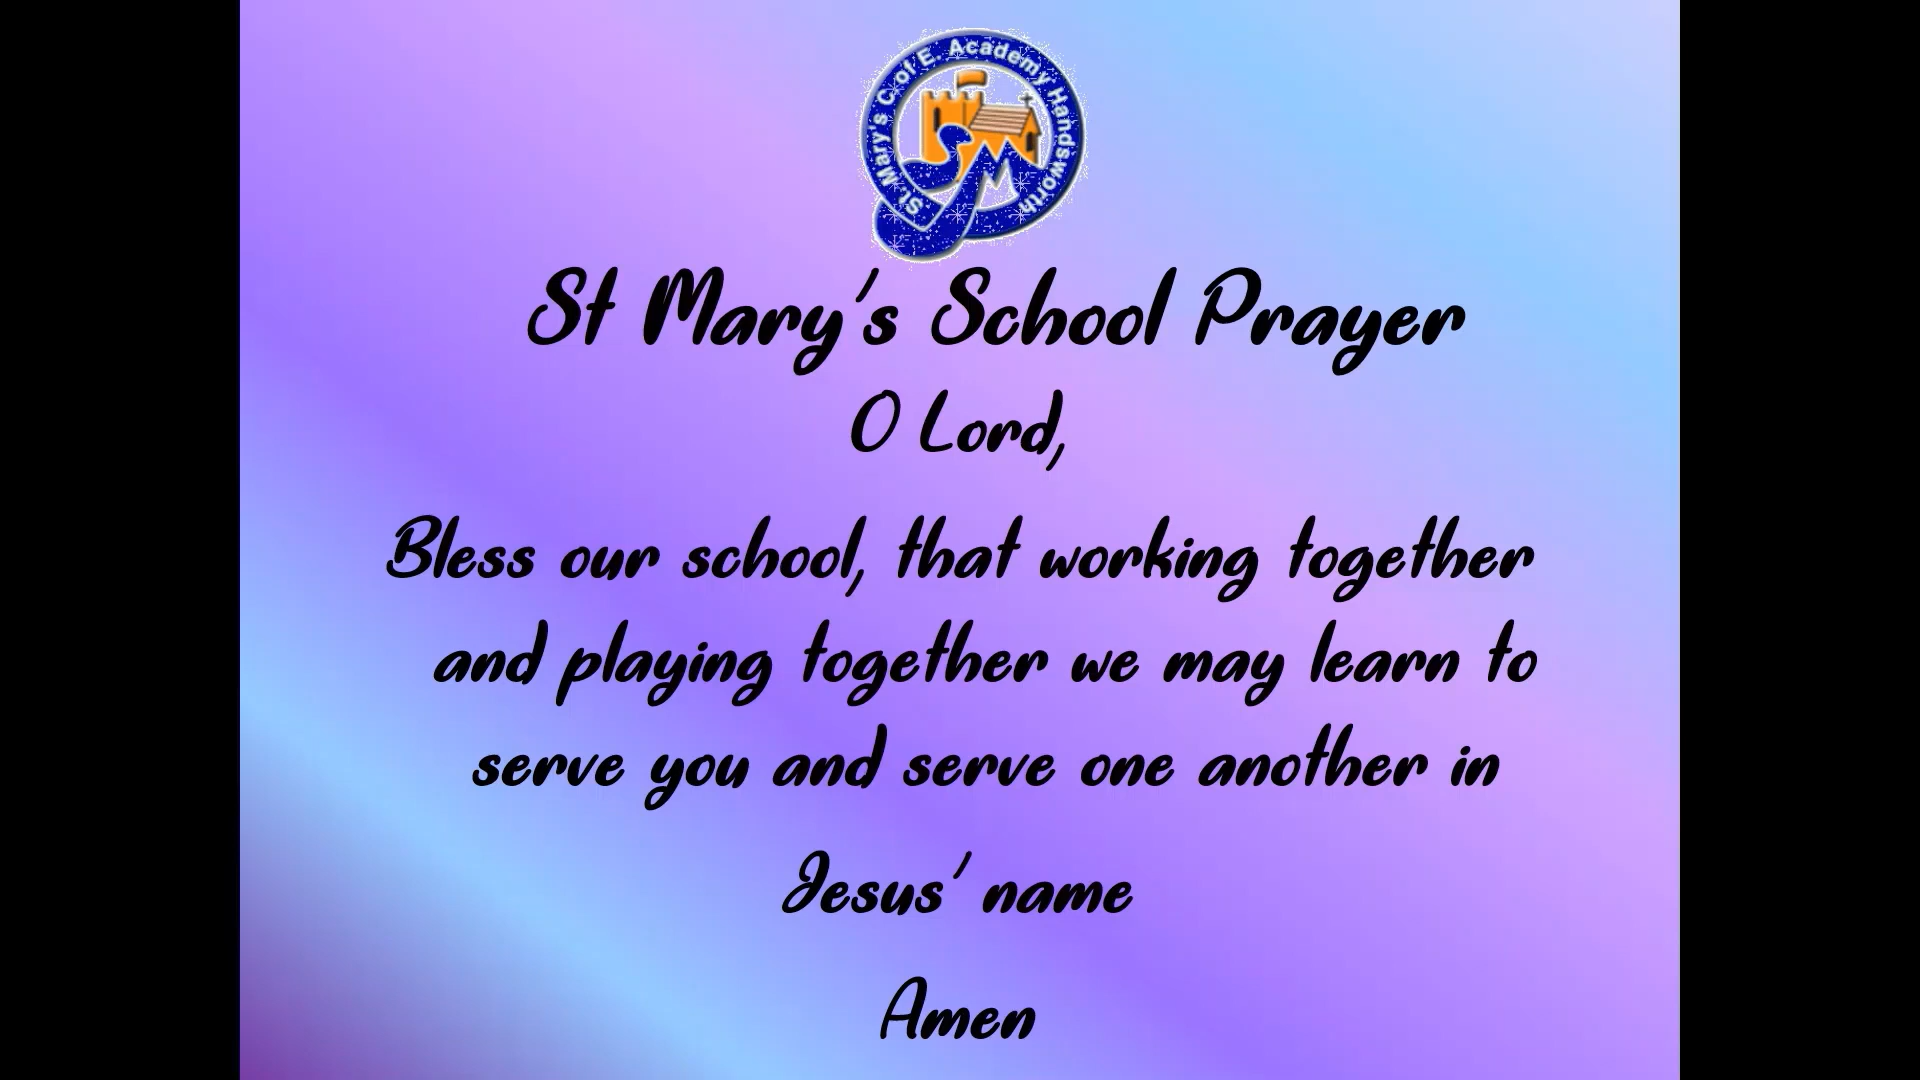 St. Mary's C. of E. Academy Handsworth
SM
St Mary's School Prayer
O Lord,
Bless our school, that working together
and playing together we may learn to
serve you and serve one another in
Jesus' name
Amen